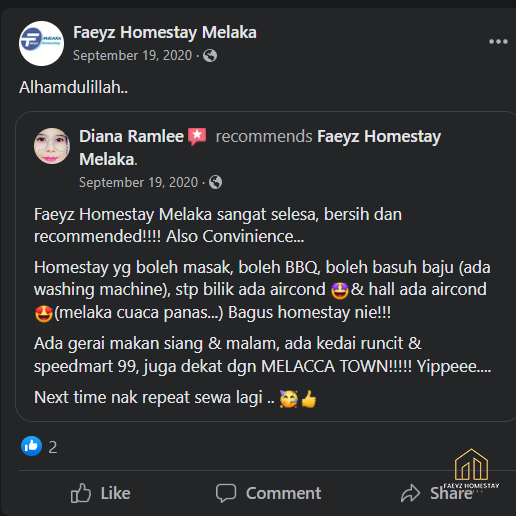 Faeyz Homestay Melaka
September 19, 2020 ·
Alhamdulillah..
Diana Ramlee recommends Faeyz Homestay
Melaka.
September 19, 2020 ·
Faeyz Homestay Melaka sangat selesa, bersih dan
recommended!!!! Also Convinience...
Homestay yg boleh masak, boleh BBQ, boleh basuh baju (ada
washing machine), stp bilik ada aircond 🤩& hall ada aircond
🤩(melaka cuaca panas...) Bagus homestay nie!!!
Ada gerai makan siang & malam, ada kedai runcit &
speedmart 99, juga dekat dgn MELACCA TOWN!!!!! Yippeee....
Next time nak repeat sewa lagi .. 🥳👍
2
Like
Comment
Share
FAEYZ HOMESTAY